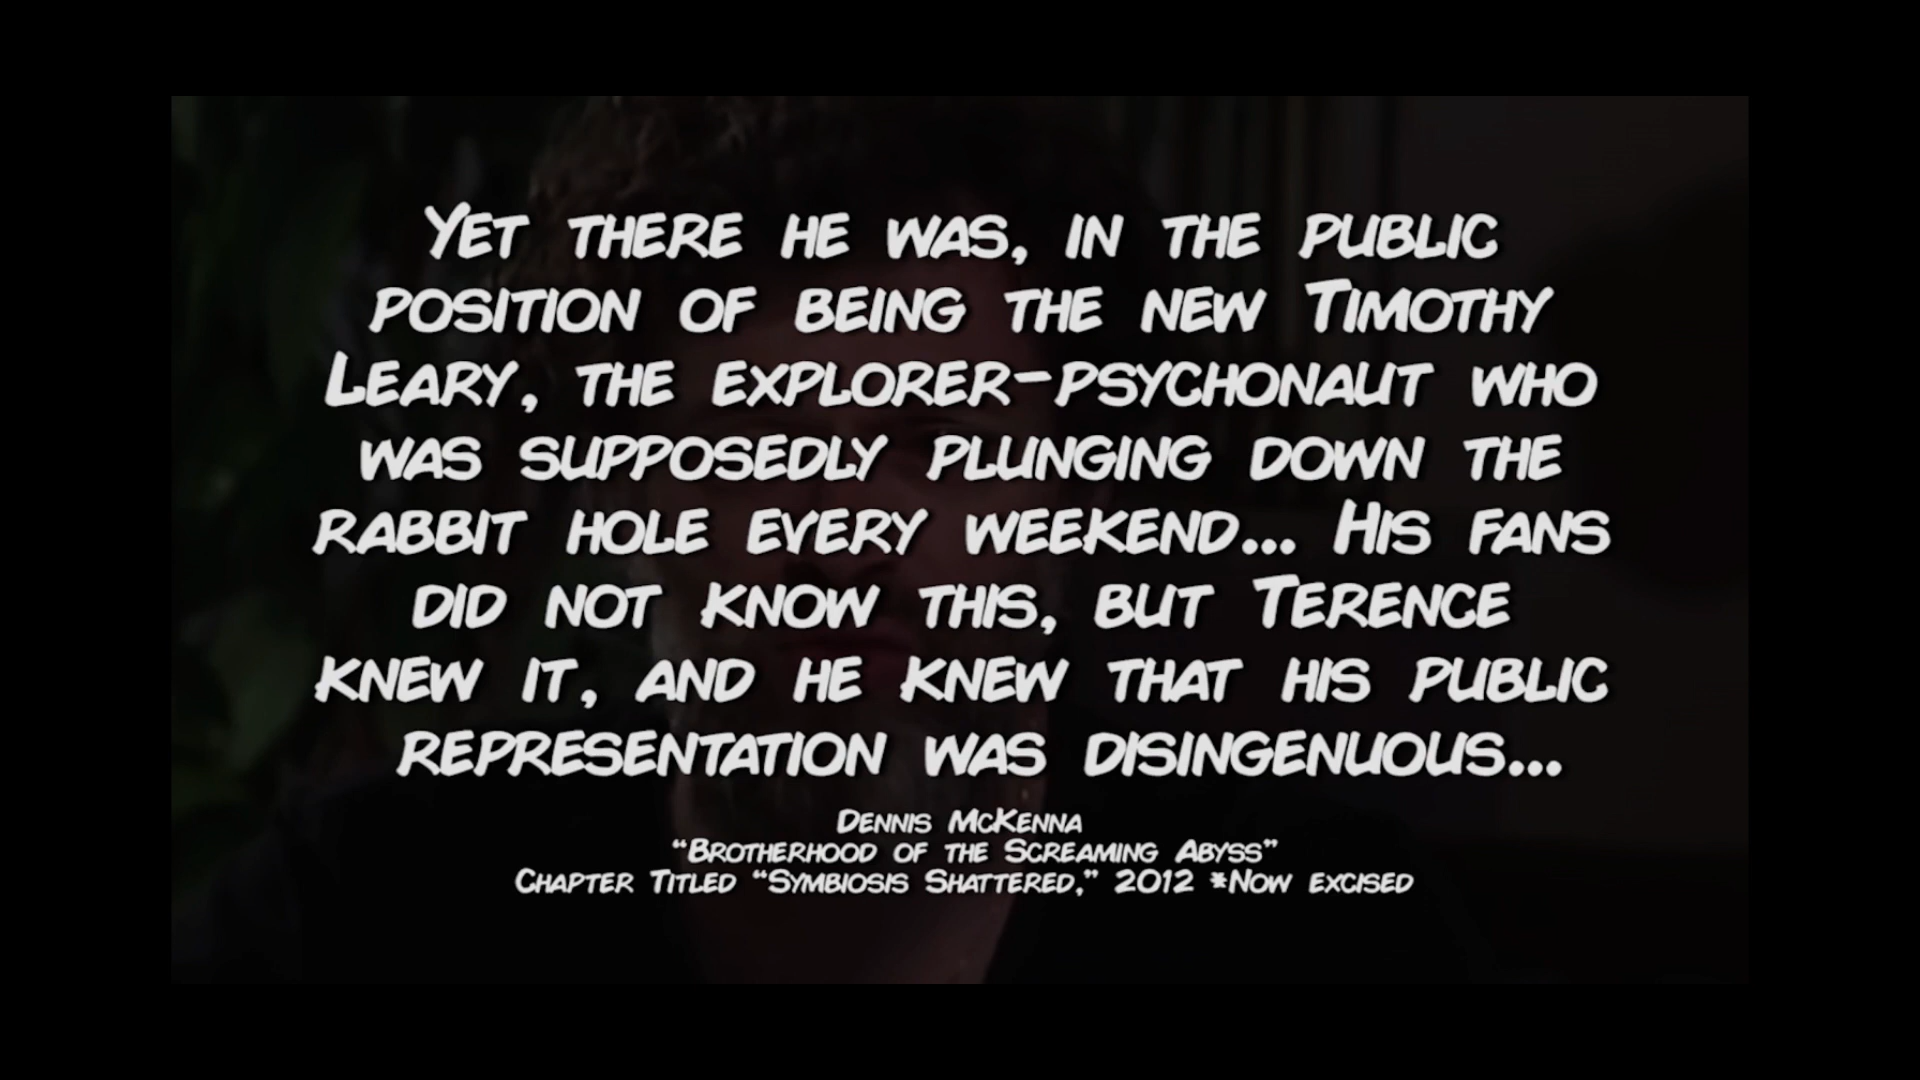 Yet there he was, in the public
position of being the new Timothy
Leary, the explorer-psychonaut who
was supposedly plunging down the
rabbit hole every weekend... His fans
did not know this, but Terence
knew it, and he knew that his public
representation was disingenuous...
Dennis McKenna
"Brotherhood of the Screaming Abyss"
Chapter Titled "Symbiosis Shattered," 2012 *Now excised